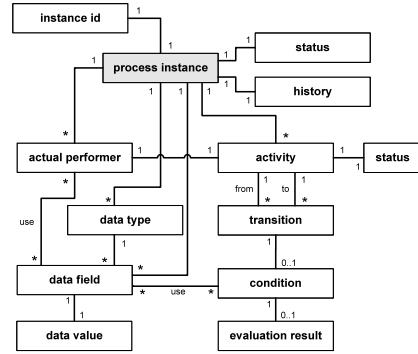 instance id
1
1
process instance
1
1
status
1
1
history
1
1
1
1
*
*
actual performer
1
1
activity
1
1
status
*
use
*
data type
1
from
1
*
to
1
*
transition
1
0..1
*
*
*
data field
*
use
*
condition
1
1
data value
1
0..1
evaluation result